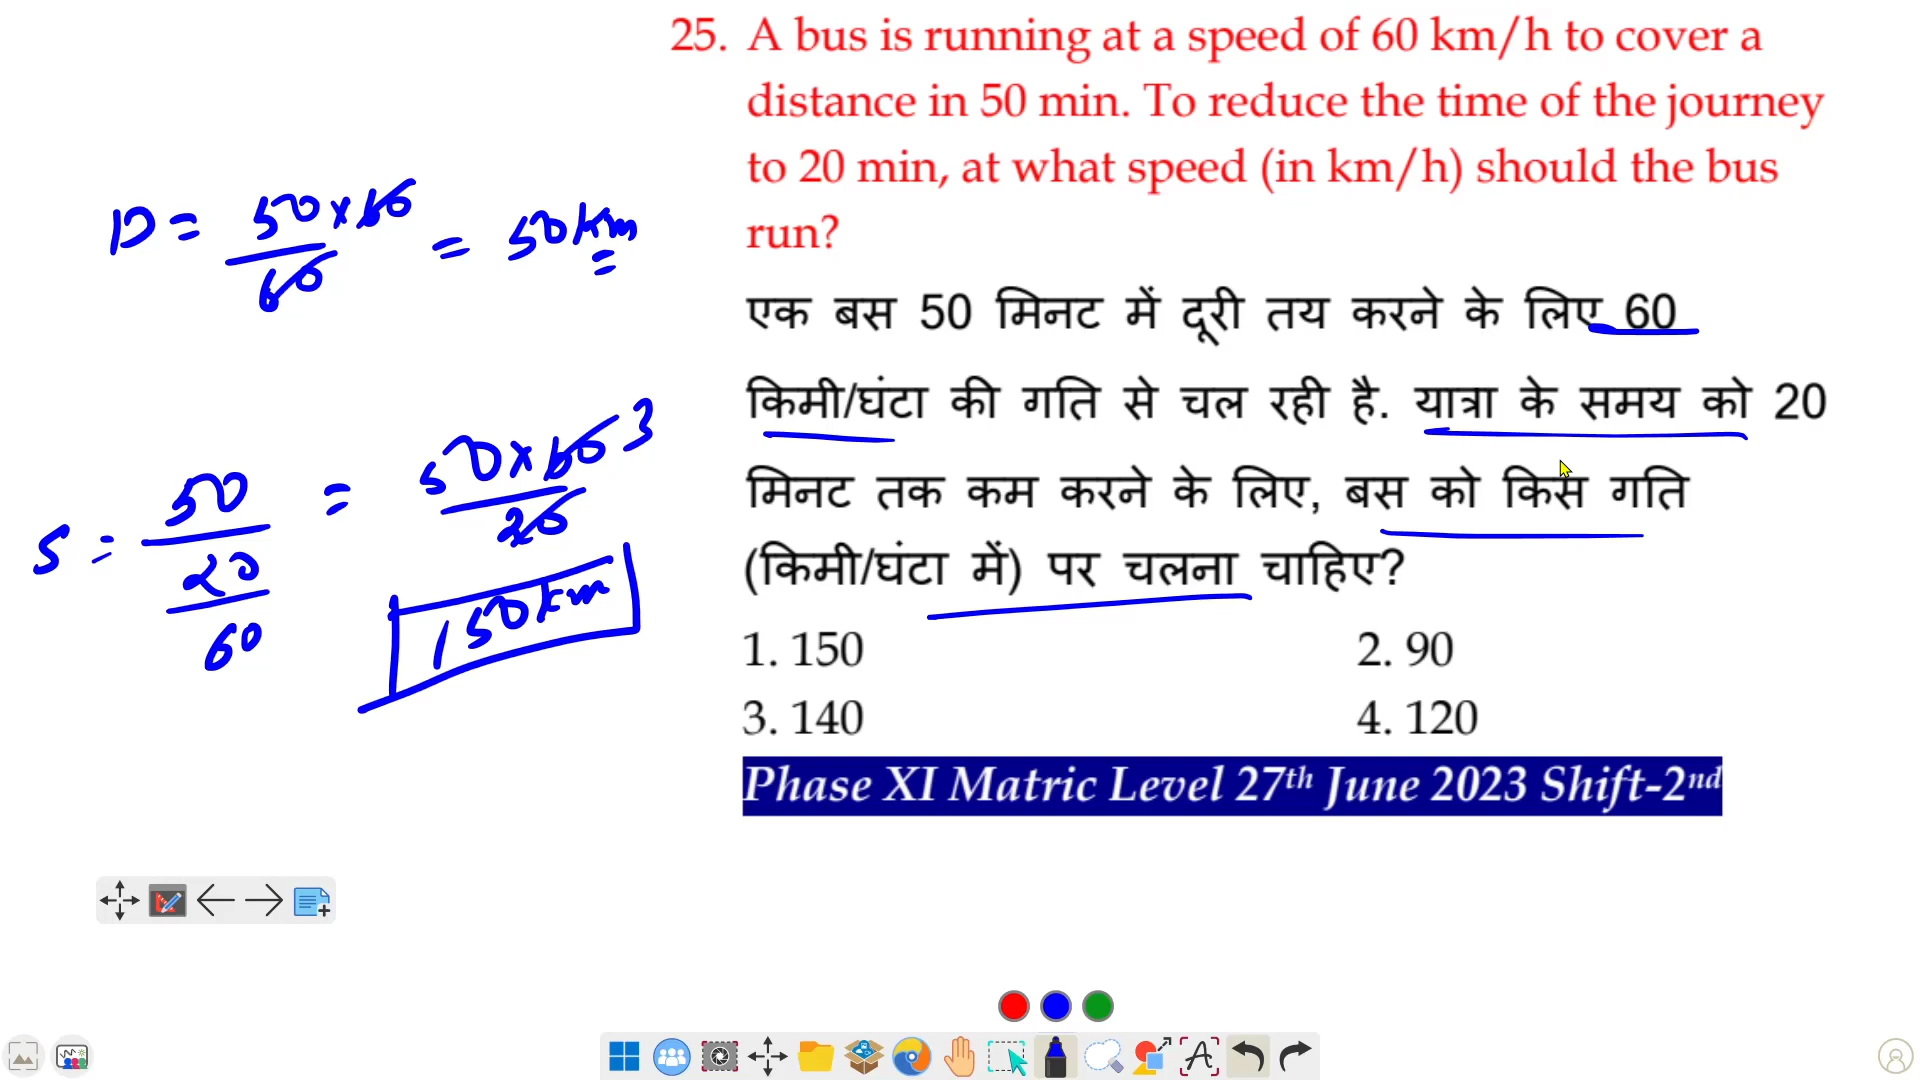 25. A bus is running at a speed of 60 km/h to cover a
distance in 50 min. To reduce the time of the journey
to 20 min, at what speed (in km/h) should the bus
run?
एक बस 50 मिनट में दूरी तय करने के लिए 60
किमी/घंटा की गति से चल रही है. यात्रा के समय को 20
मिनट तक कम करने के लिए, बस को किस गति
(किमी/घंटा में) पर चलना चाहिए?
1. 150 2. 90
3. 140 4. 120
Phase XI Matric Level 27th June 2023 Shift-2nd
D = 50 × 60 / 60 = 50 km
S = 50 / 20 / 60 = 50 × 60 3 / 20
150 km